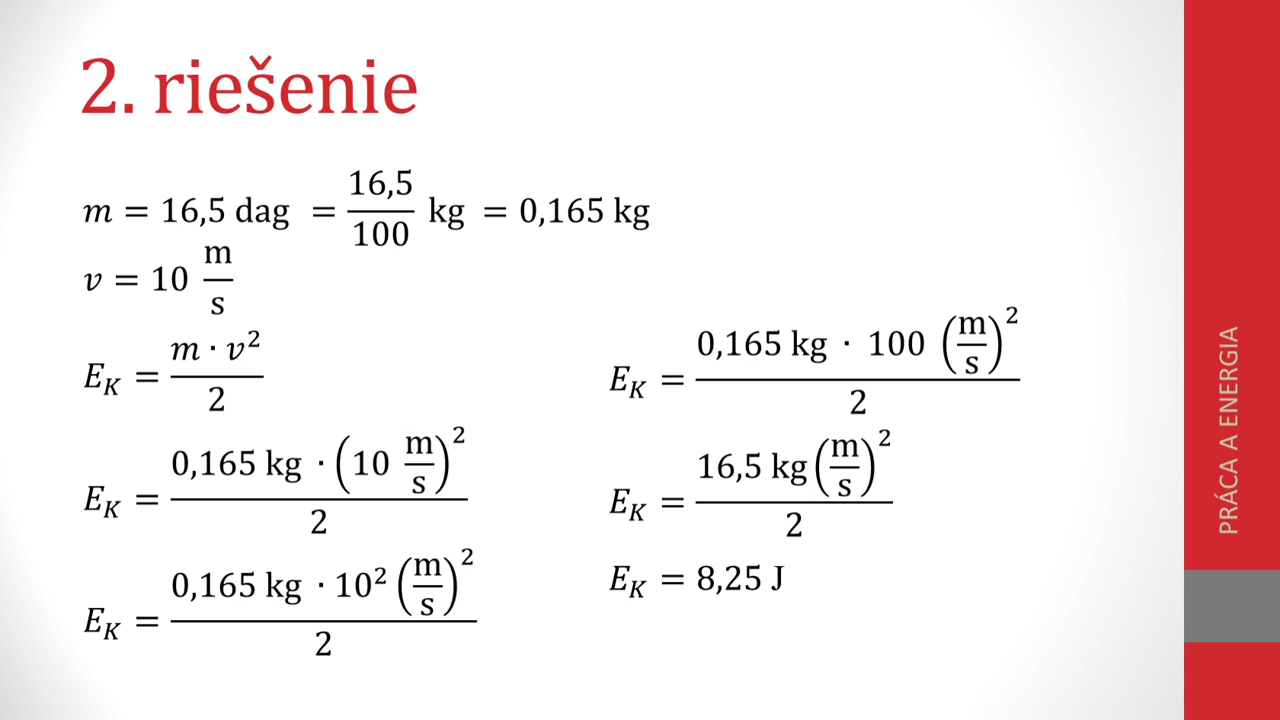 2. riešenie
m = 16,5 dag = 16,5/100 kg = 0,165 kg
v = 10 m/s
E_K = (m · v²)/2
E_K = (0,165 kg · (10 m/s)²)/2
E_K = (0,165 kg · 10² (m/s)²)/2
E_K = (0,165 kg · 100 (m/s)²)/2
E_K = (16,5 kg (m/s)²)/2
E_K = 8,25 J
PRÁCA A ENERGIA